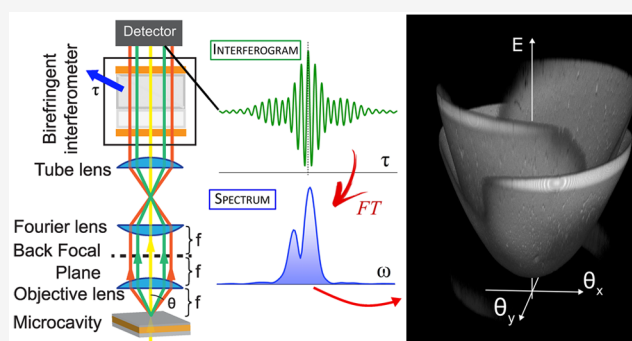 Detector
Birefringent
interferometer
τ
Tube lens
Fourier lens
Back Focal
Plane
Objective lens
Microcavity
f
f
f
θ
INTERFEROGRAM
τ
FT
SPECTRUM
ω
E
θx
θy